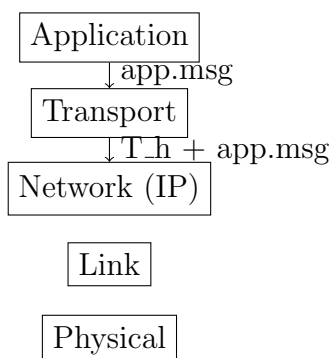 Application
app.msg
Transport
T_h + app.msg
Network (IP)
Link
Physical